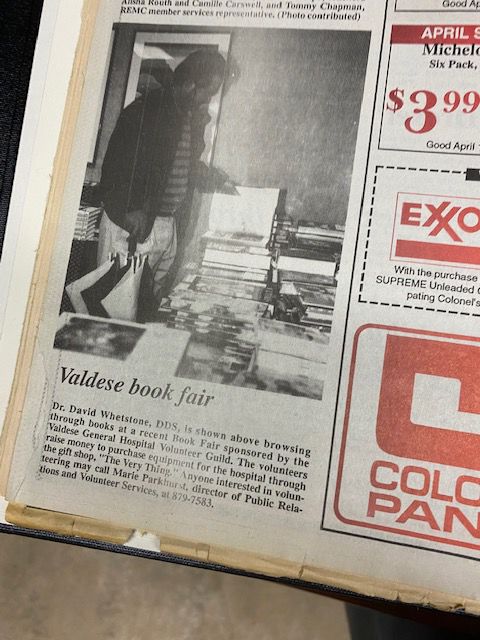 Alisha Routh and Camille Carswell, and Tommy Chapman,
REMC member services representative. (Photo contributed)
Valdese book fair
Dr. David Whetstone, DDS, is shown above browsing
through books at a recent Book Fair sponsored by the
Valdese General Hospital Volunteer Guild. The volunteers
raise money to purchase equipment for the hospital through
the gift shop, "The Very Thing." Anyone interested in volun-
teering may call Marie Parkhurst, director of Public Rela-
tions and Volunteer Services, at 879-7583.
Good Ap
APRIL S
Michelo
Six Pack,
$3.99
Good April
EXXO
With the purchase
SUPREME Unleaded
pating Colonel's
COLO
PAN